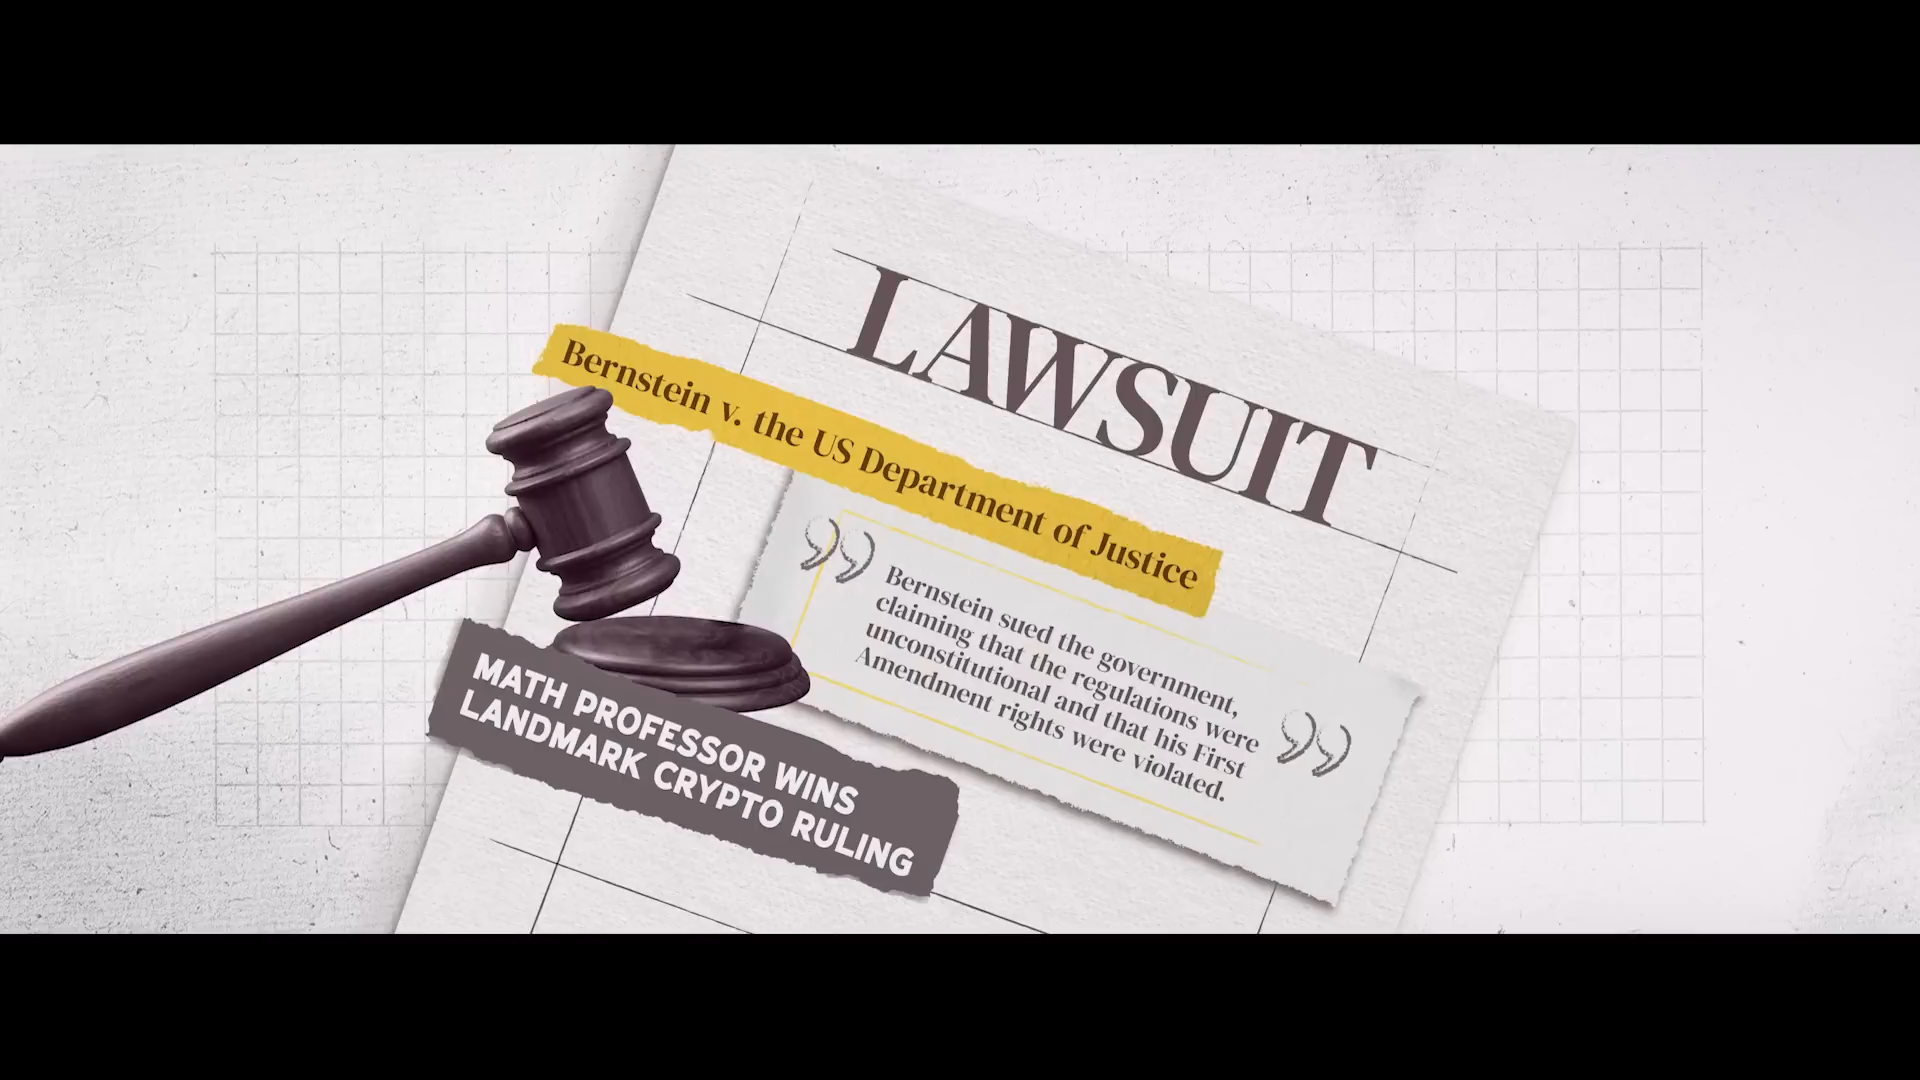 LAWSUIT
Bernstein v. the US Department of Justice
”
Bernstein sued the government,
claiming that the regulations were
unconstitutional and that his First
Amendment rights were violated.
”
MATH PROFESSOR WINS
LANDMARK CRYPTO RULING